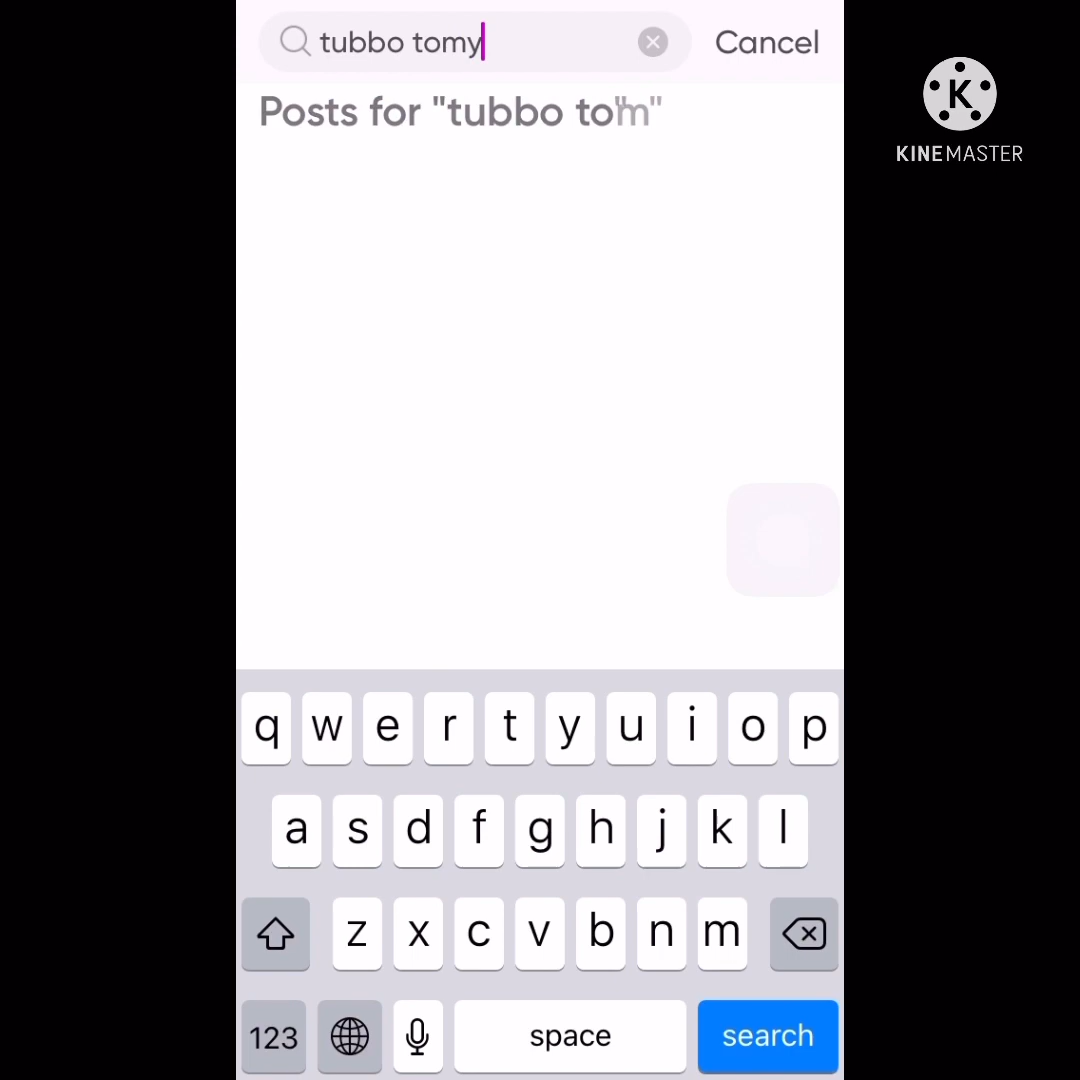 tubbo tomy
Cancel
Posts for "tubbo tom"
K
KINEMASTER
q w e r t y u i o p
a s d f g h j k l
z x c v b n m
123 space search